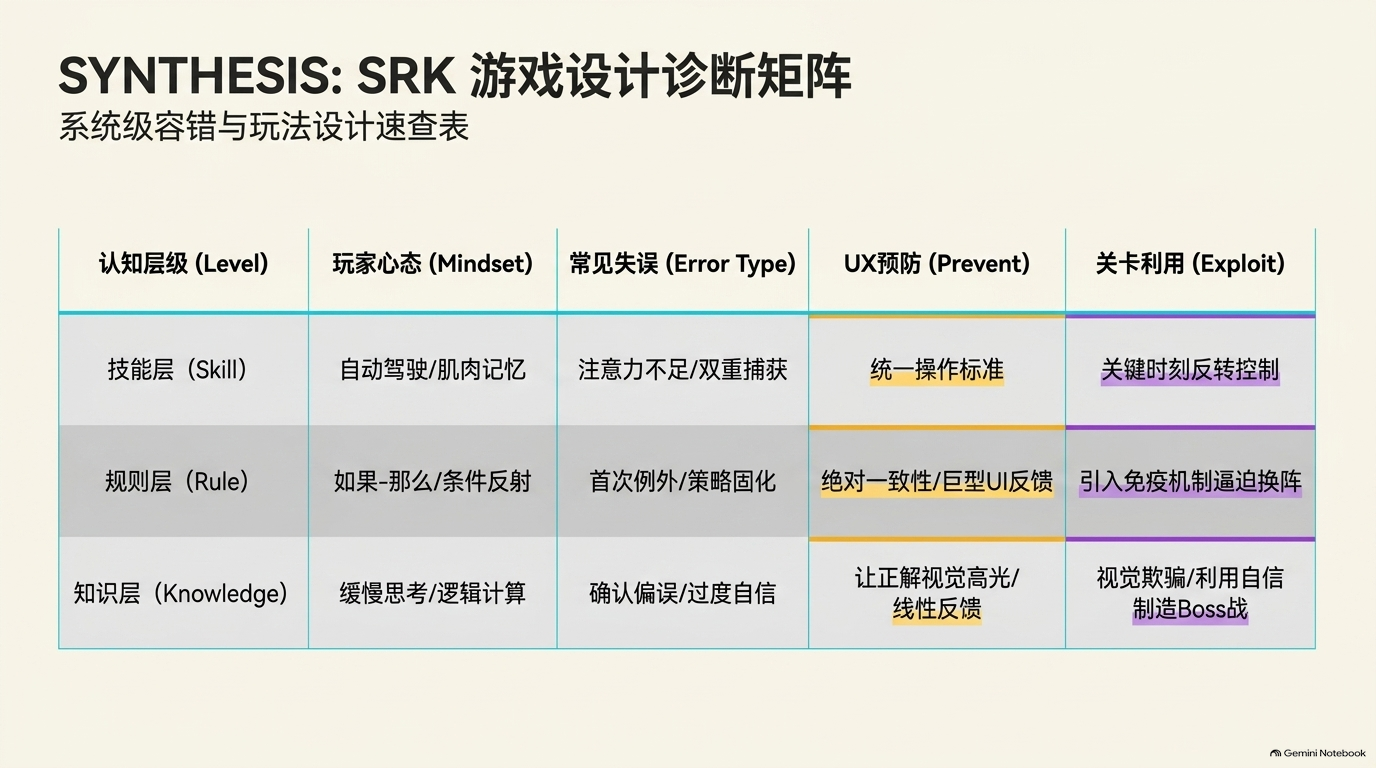 SYNTHESIS: SRK 游戏设计诊断矩阵
系统级容错与玩法设计速查表
认知层级 (Level) 玩家心态 (Mindset) 常见失误 (Error Type) UX预防 (Prevent) 关卡利用 (Exploit)
技能层（Skill） 自动驾驶/肌肉记忆 注意力不足/双重捕获 统一操作标准 关键时刻反转控制
规则层（Rule） 如果-那么/条件反射 首次例外/策略固化 绝对一致性/巨型UI反馈 引入免疫机制逼迫换阵
知识层（Knowledge） 缓慢思考/逻辑计算 确认偏误/过度自信 让正解视觉高光/ 视觉欺骗/利用自信
线性反馈 制造Boss战
Gemini Notebook